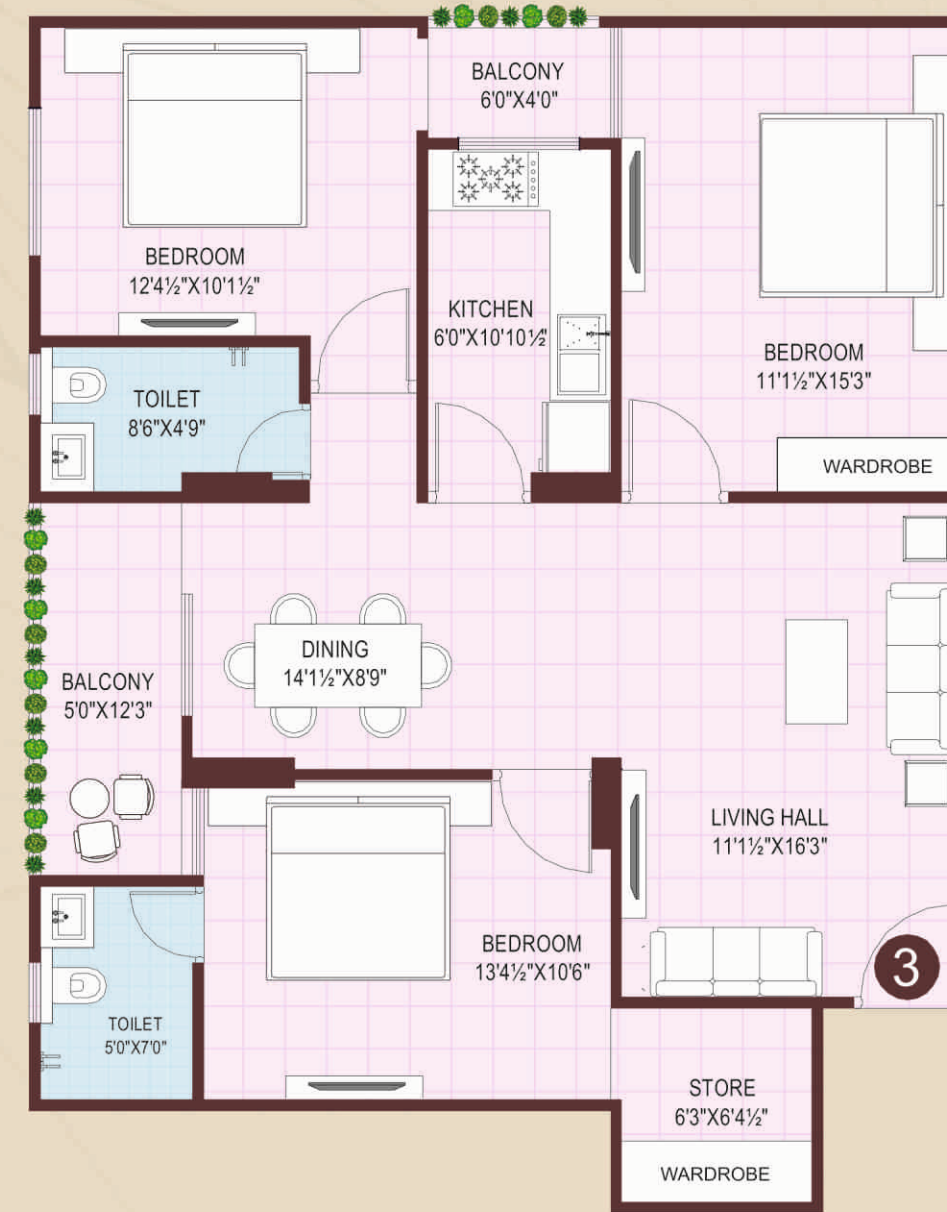 BALCONY
6'0"X4'0"
BEDROOM
12'4½"X10'1½"
KITCHEN
6'0"X10'10½"
BEDROOM
11'1½"X15'3"
TOILET
8'6"X4'9"
WARDROBE
DINING
14'1½"X8'9"
BALCONY
5'0"X12'3"
LIVING HALL
11'1½"X16'3"
BEDROOM
13'4½"X10'6"
3
TOILET
5'0"X7'0"
STORE
6'3"X6'4½"
WARDROBE